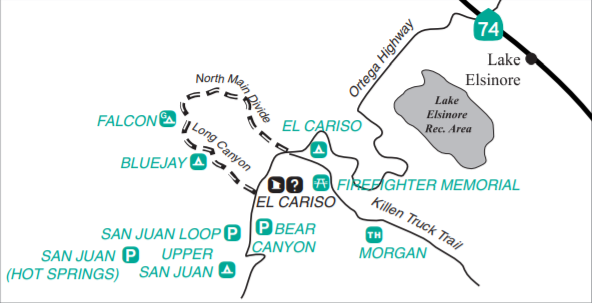 74
Lake
Elsinore
Ortega Highway
Lake
Elsinore
Rec. Area
North Main Divide
FALCON
G
Long Canyon
BLUEJAY
EL CARISO
?
EL CARISO
FIREFIGHTER MEMORIAL
Killen Truck Trail
SAN JUAN LOOP P
P BEAR
CANYON
TH
MORGAN
SAN JUAN P
(HOT SPRINGS)
UPPER
SAN JUAN